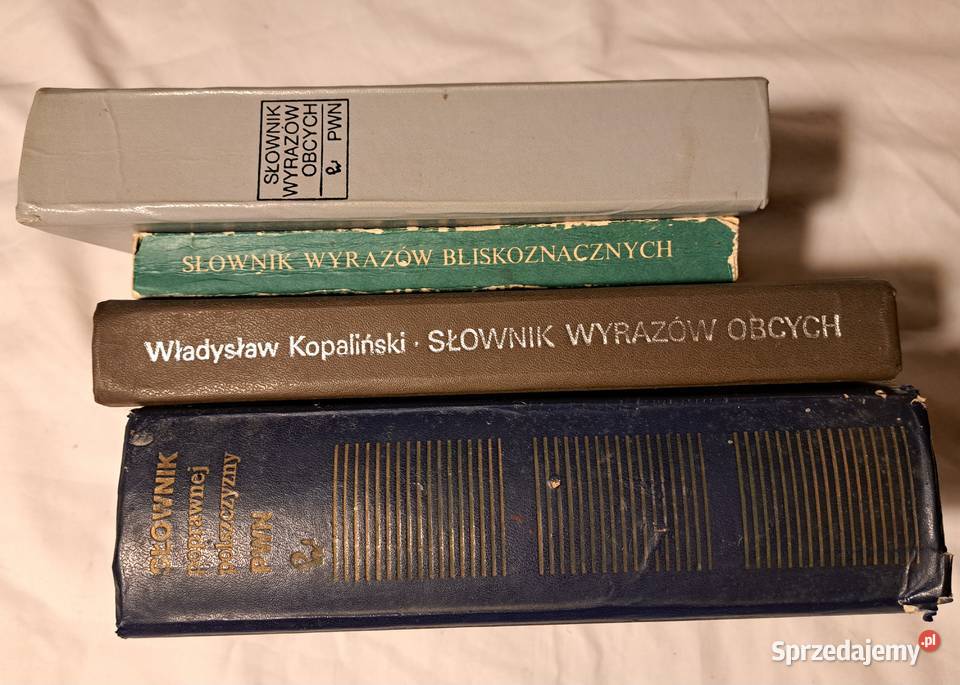 SŁOWNIK
WYRAZÓW
OBCYCH
PWN
SŁOWNIK WYRAZÓW BLISKOZNACZNYCH
Władysław Kopaliński · SŁOWNIK WYRAZÓW OBCYCH
SŁOWNIK
poprawnej
polszczyzny
PWN
Sprzedajemy.pl